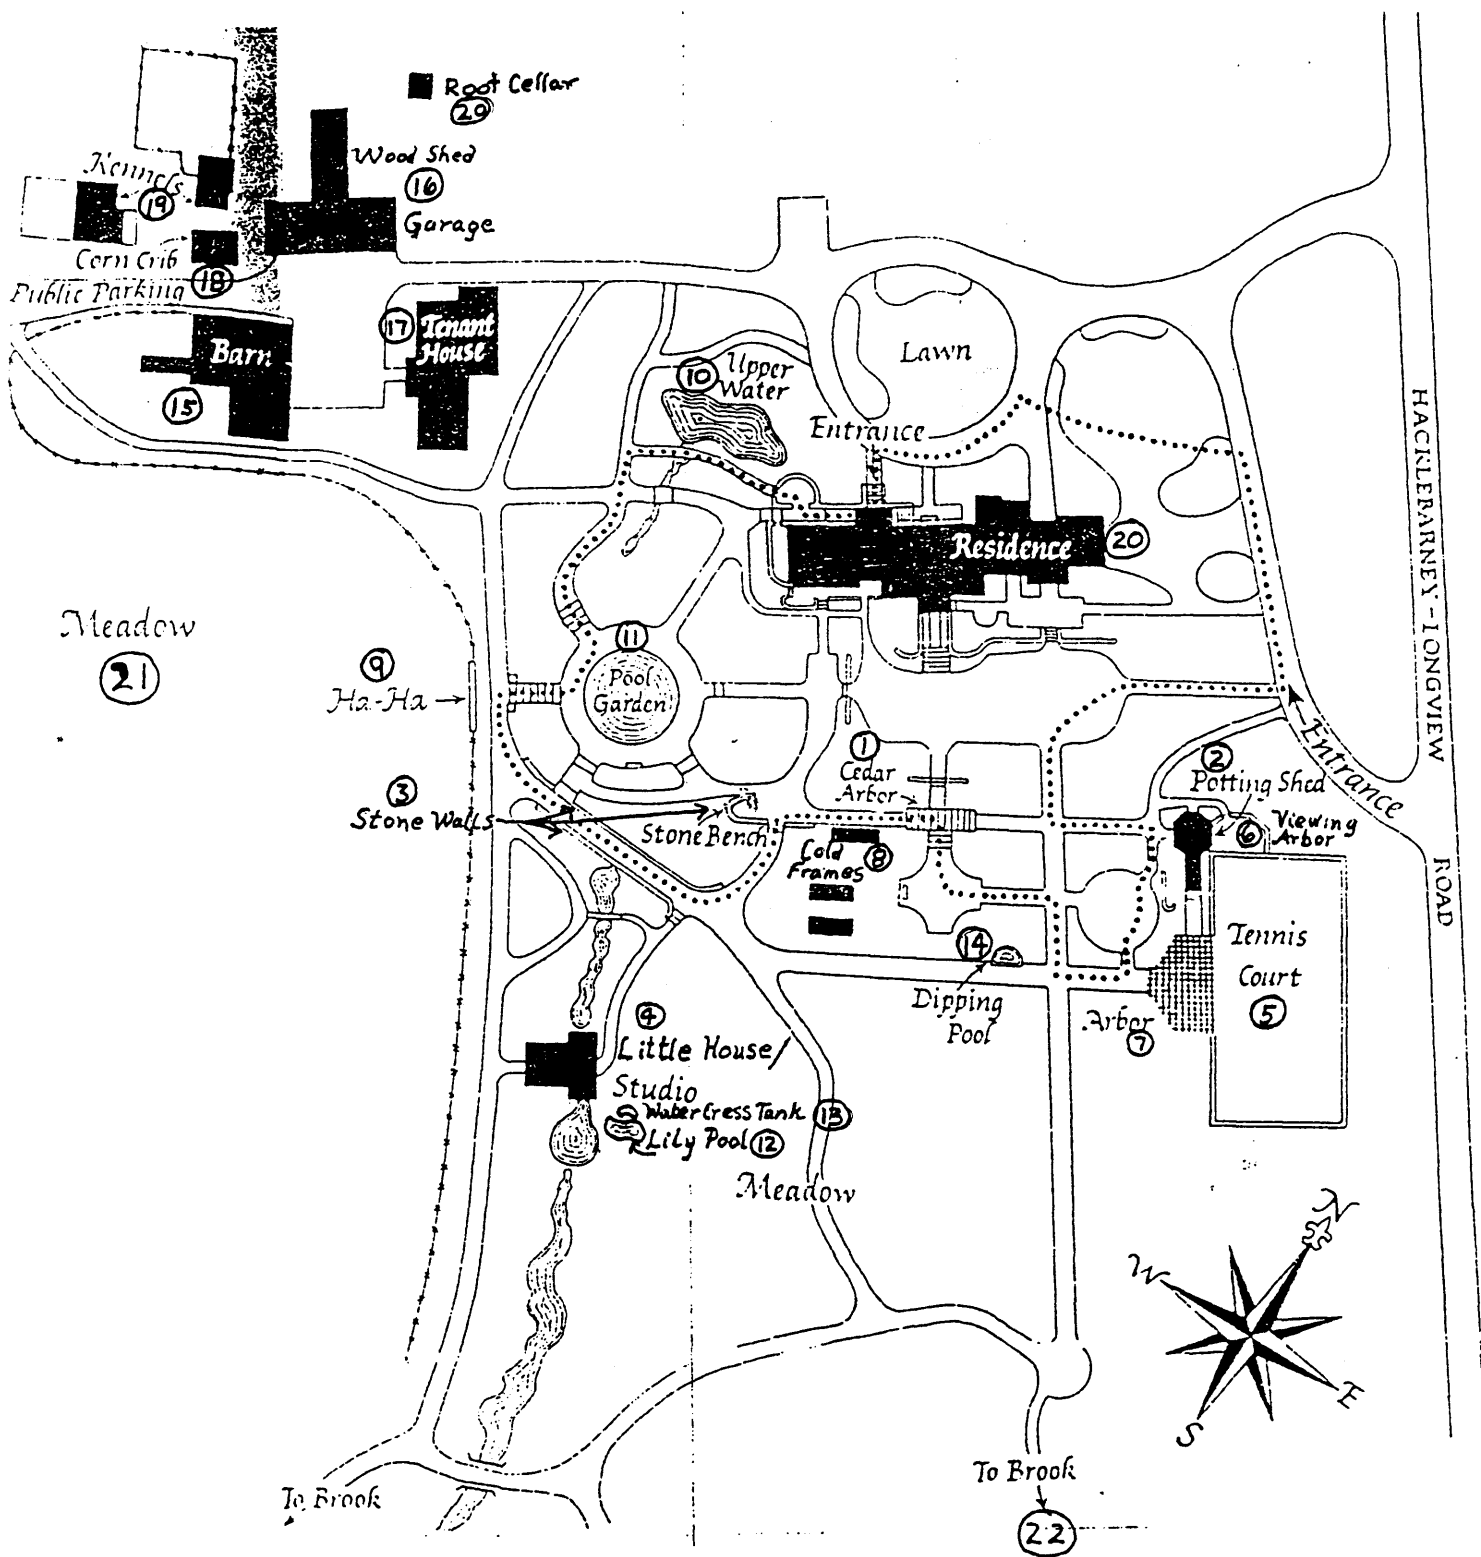 Root Cellar
20
Wood Shed
16
Garage
Kennels
19
Corn Crib
18
Public Parking
17
Tenant
House
Barn
15
10
Upper
Water
Lawn
Entrance
HACKLEBARNEY-LONGVIEW
ROAD
Residence
20
Meadow
21
9
Ha-Ha
11
Pool
Garden
Entrance
1
Cedar
Arbor
2
Potting Shed
3
Stone Walls
Stone Bench
6
Viewing
Arbor
Cold
Frames
8
14
Dipping
Pool
Tennis
Court
5
Arbor
7
4
Little House/
Studio
Water Cress Tank
13
Lily Pool
12
Meadow
N
W
E
S
To Brook
To Brook
22